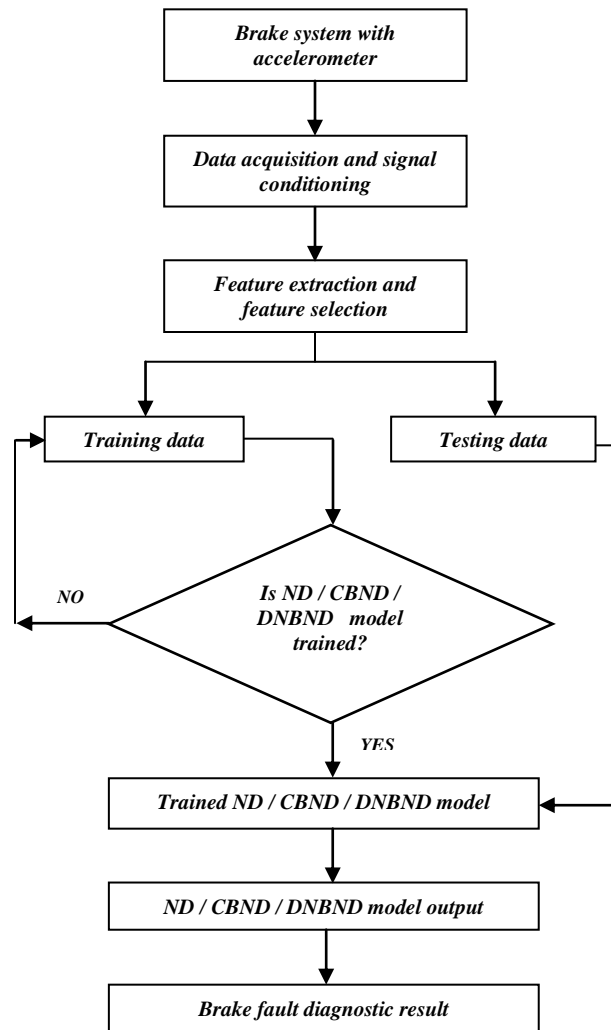 Brake system with
accelerometer
Data acquisition and signal
conditioning
Feature extraction and
feature selection
Training data
Testing data
Is ND / CBND /
DNBND model
trained?
NO
YES
Trained ND / CBND / DNBND model
ND / CBND / DNBND model output
Brake fault diagnostic result